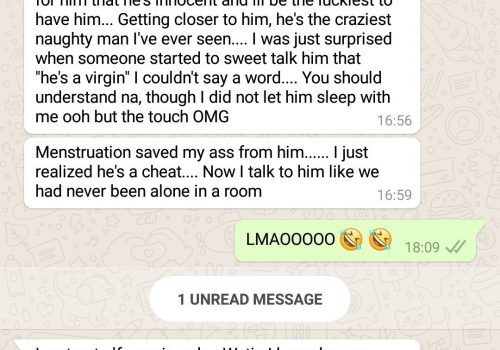 for him that he's innocent and I'll be the luckiest to
have him... Getting closer to him, he's the craziest
naughty man I've ever seen.... I was just surprised
when someone started to sweet talk him that
"he's a virgin" I couldn't say a word.... You should
understand na, though I did not let him sleep with
me ooh but the touch OMG
16:56
Menstruation saved my ass from him...... I just
realized he's a cheat.... Now I talk to him like we
had never been alone in a room
16:59
LMAOOOOO 🤣 🤣
18:09
1 UNREAD MESSAGE